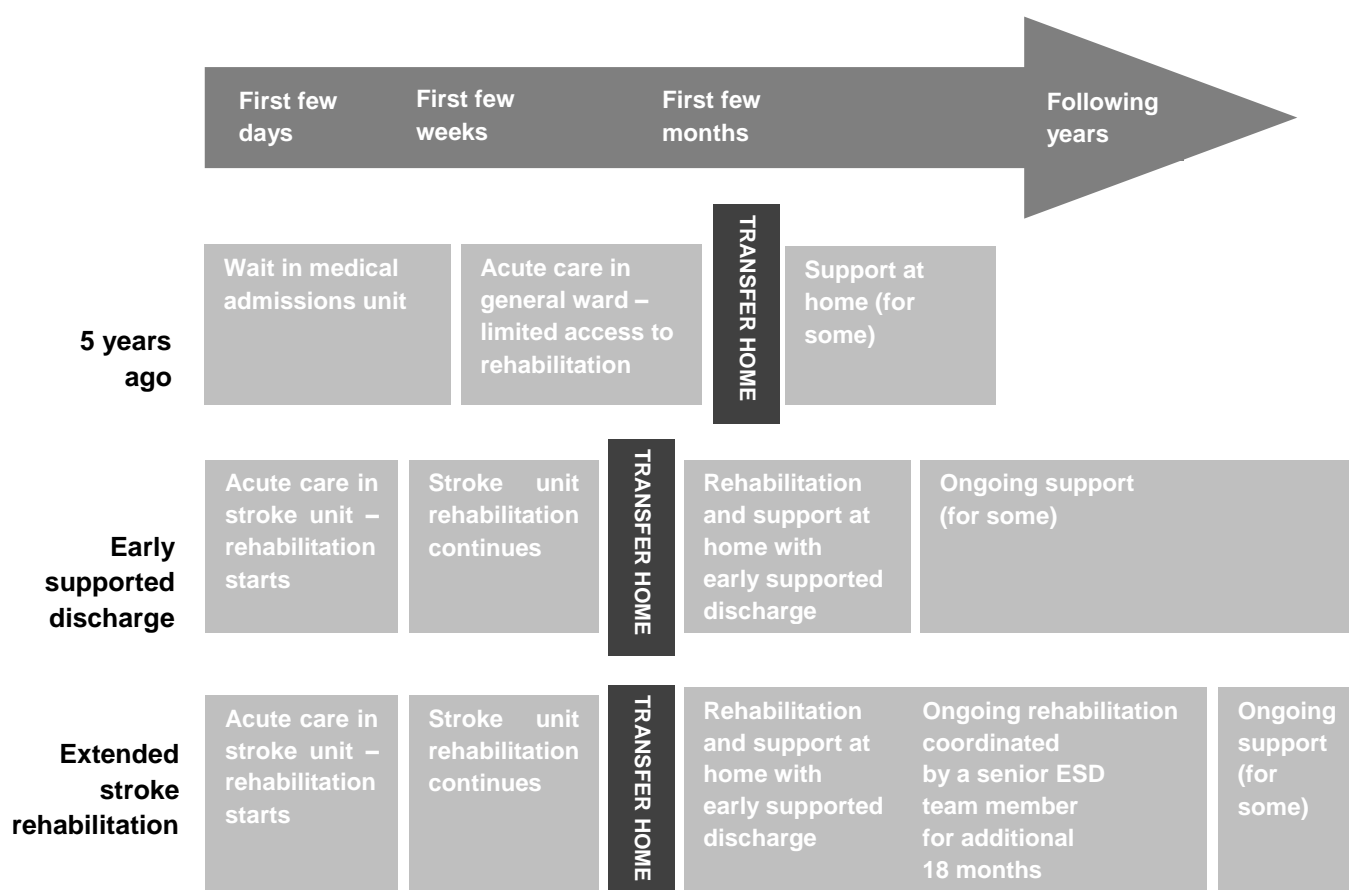 First few
days
First few
weeks
First few
months
Following
years
5 years
ago
Wait in medical
admissions unit
Acute care in
general ward –
limited access to
rehabilitation
TRANSFER HOME
Support at
home (for
some)
Early
supported
discharge
Acute care in
stroke unit –
rehabilitation
starts
Stroke unit
rehabilitation
continues
TRANSFER HOME
Rehabilitation
and support at
home with
early supported
discharge
Ongoing support
(for some)
Extended
stroke
rehabilitation
Acute care in
stroke unit –
rehabilitation
starts
Stroke unit
rehabilitation
continues
TRANSFER HOME
Rehabilitation
and support at
home with
early supported
discharge
Ongoing rehabilitation
coordinated
by a senior ESD
team member
for additional
18 months
Ongoing
support
(for
some)